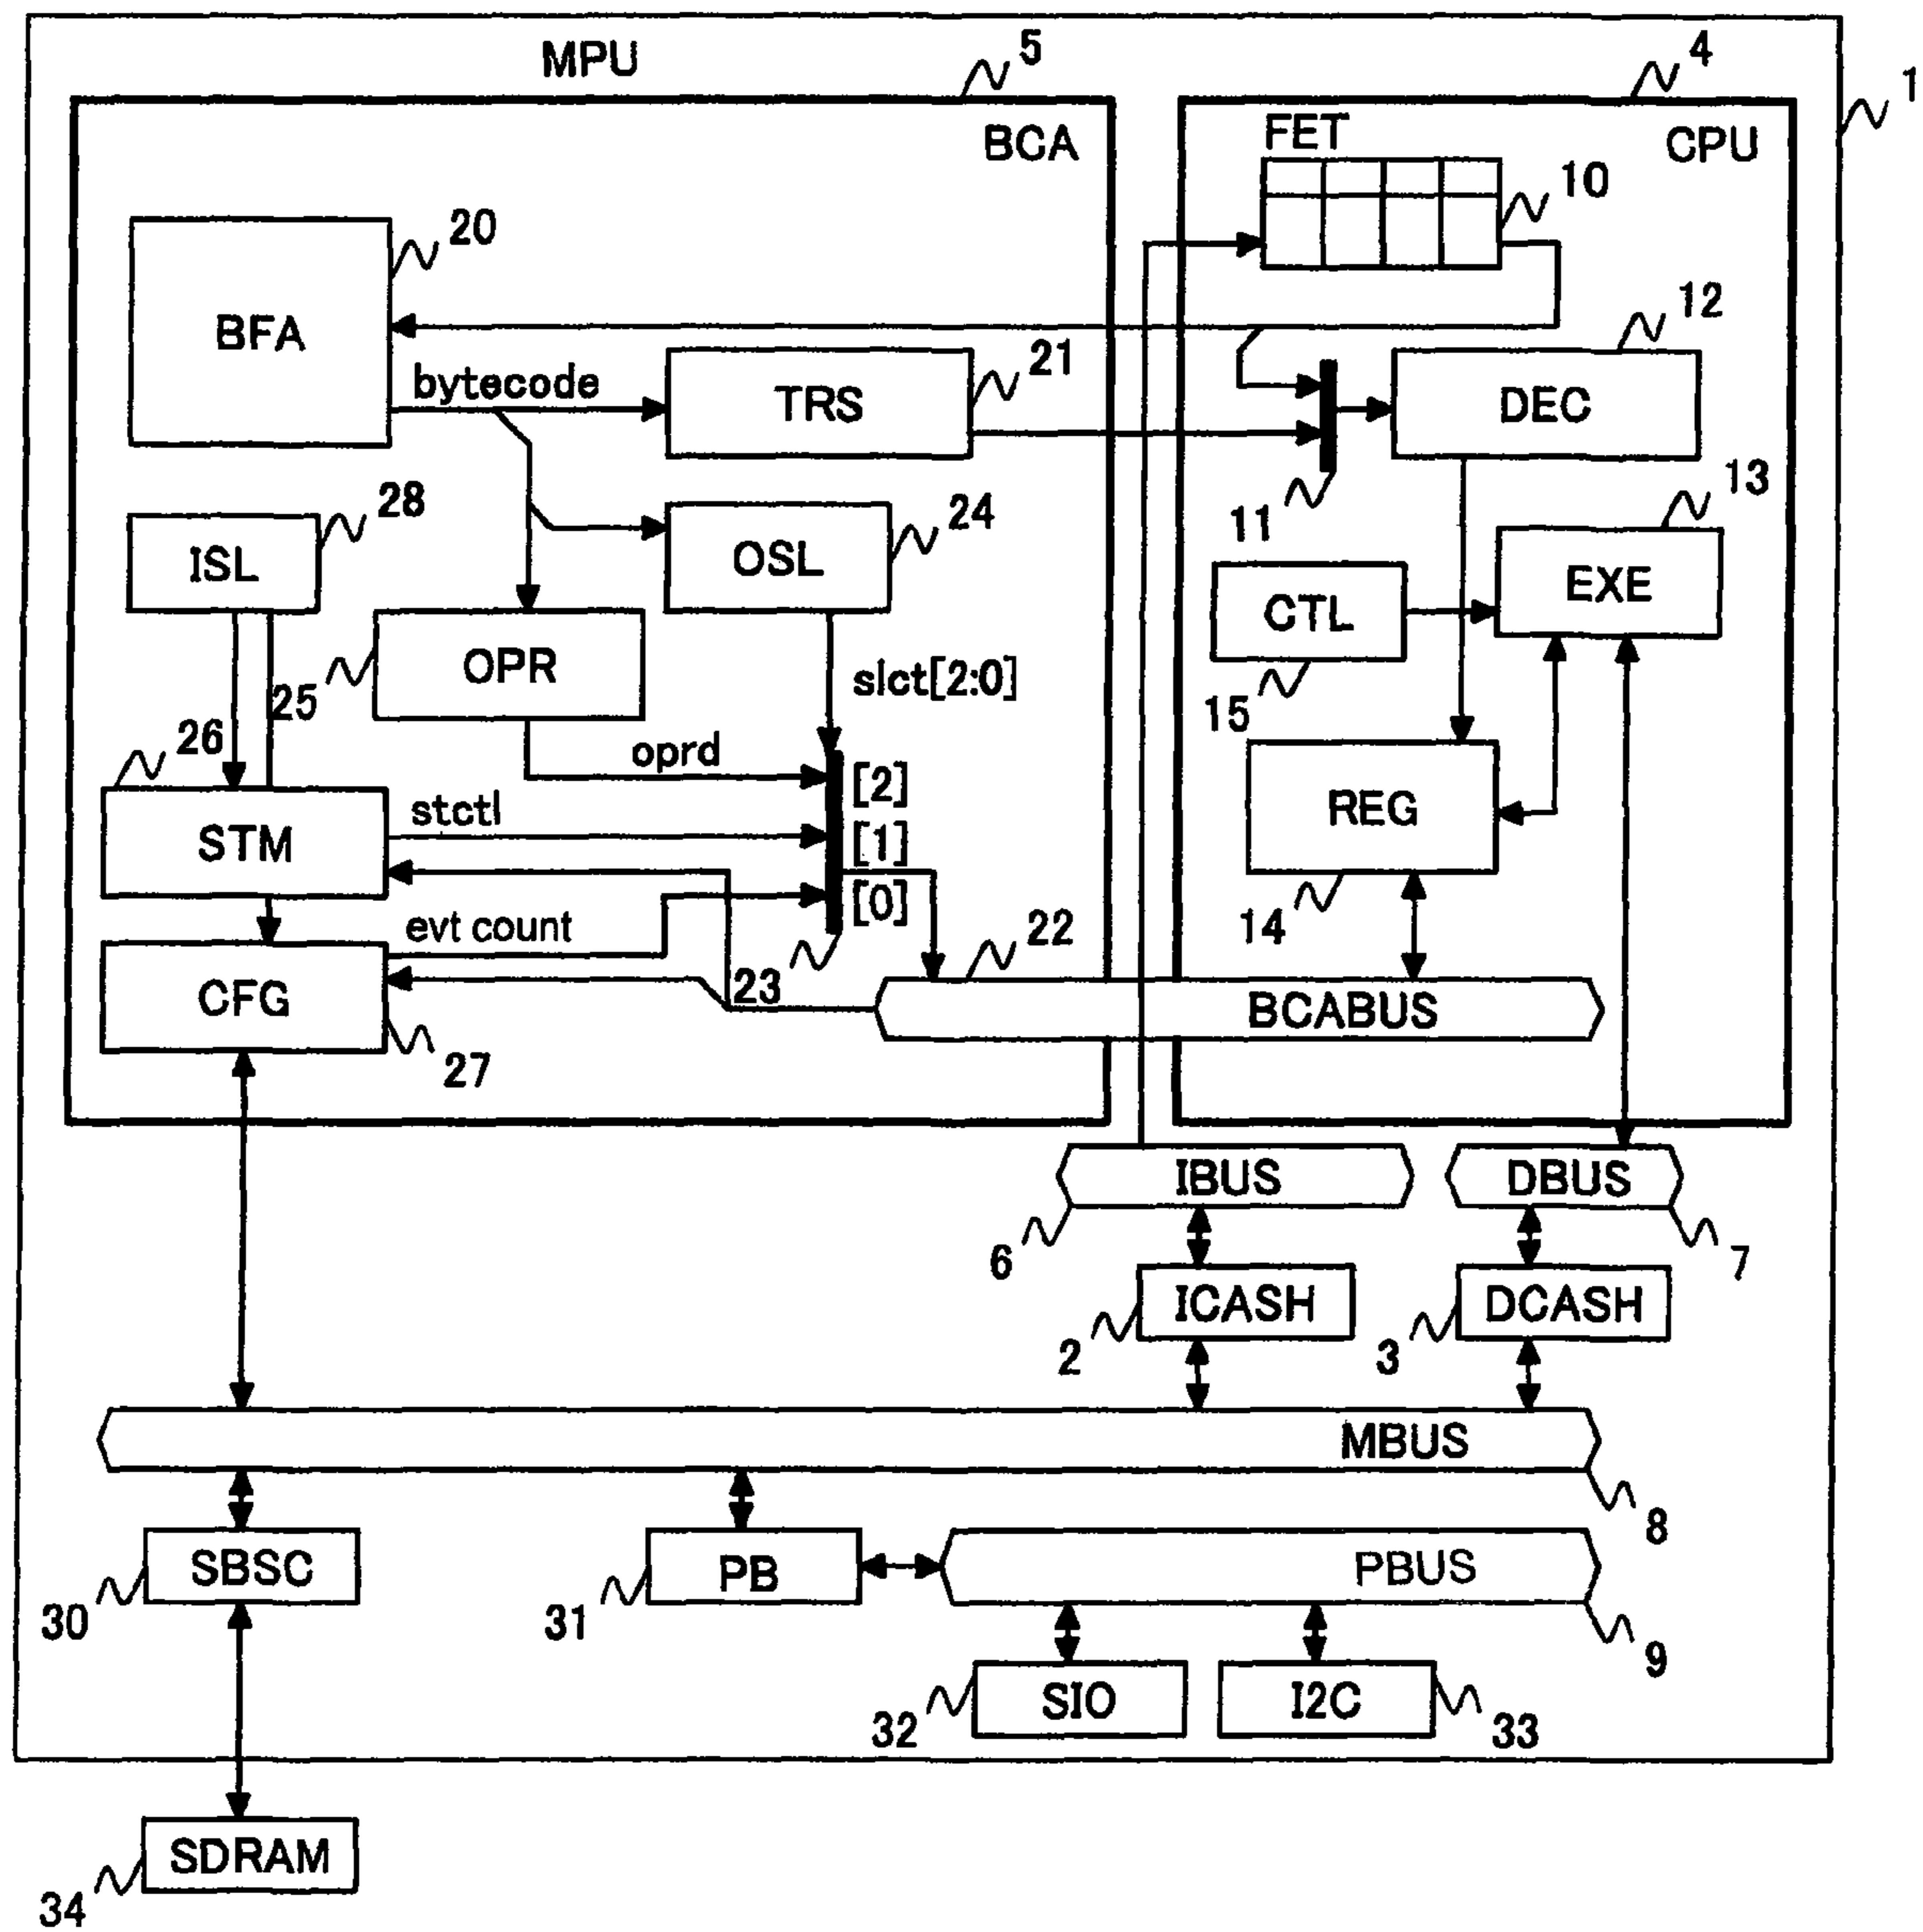 MPU
5
4
1
BCA
FET
CPU
10
20
BFA
12
bytecode
21
TRS
DEC
11
13
28
24
ISL
OSL
EXE
CTL
25
OPR
slct[2:0]
15
26
oprd
[2]
STM
stctl
[1]
REG
[0]
14
evt count
22
CFG
23
BCABUS
27
IBUS
DBUS
6
7
ICASH
DCASH
2
3
MBUS
8
SBSC
PB
PBUS
30
31
9
SIO
I2C
32
33
SDRAM
34